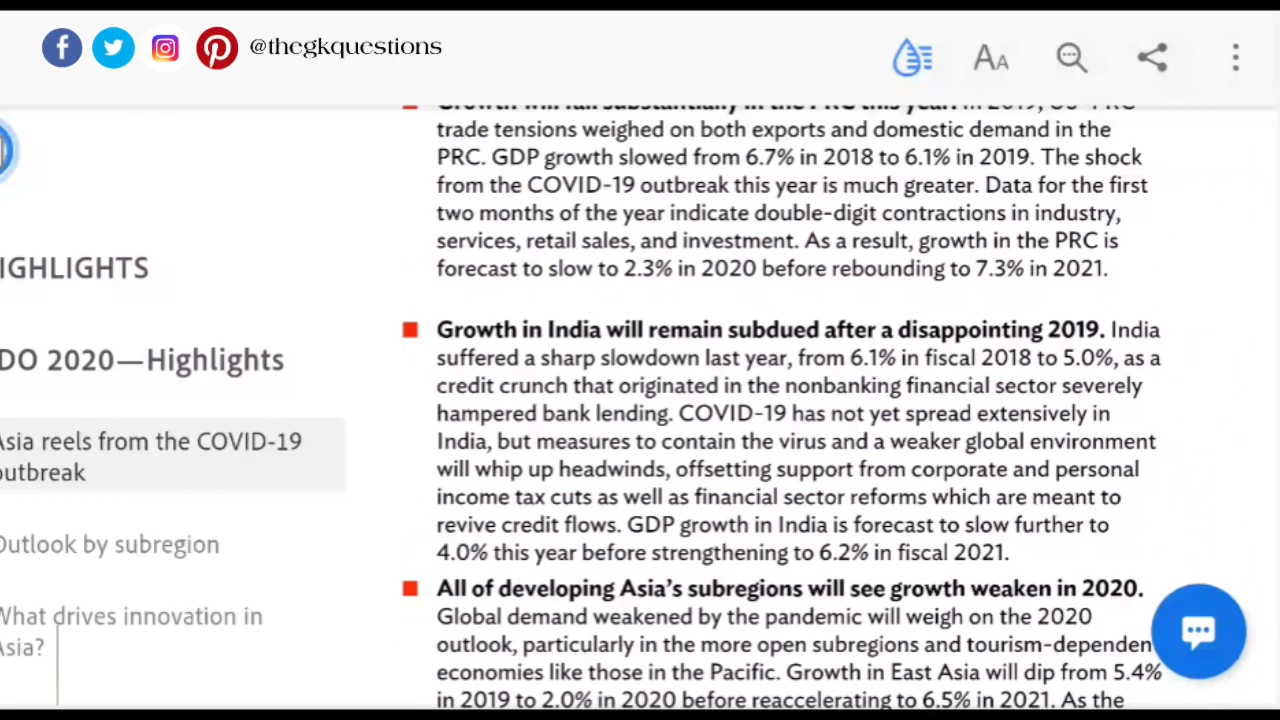 @thegkquestions
AA
Growth will fall substantially in the PRC this year. In 2019, US–PRC
trade tensions weighed on both exports and domestic demand in the
PRC. GDP growth slowed from 6.7% in 2018 to 6.1% in 2019. The shock
from the COVID-19 outbreak this year is much greater. Data for the first
two months of the year indicate double-digit contractions in industry,
services, retail sales, and investment. As a result, growth in the PRC is
forecast to slow to 2.3% in 2020 before rebounding to 7.3% in 2021.
IGHLIGHTS
DO 2020—Highlights
Asia reels from the COVID-19
outbreak
Outlook by subregion
What drives innovation in
Asia?
Growth in India will remain subdued after a disappointing 2019. India
suffered a sharp slowdown last year, from 6.1% in fiscal 2018 to 5.0%, as a
credit crunch that originated in the nonbanking financial sector severely
hampered bank lending. COVID-19 has not yet spread extensively in
India, but measures to contain the virus and a weaker global environment
will whip up headwinds, offsetting support from corporate and personal
income tax cuts as well as financial sector reforms which are meant to
revive credit flows. GDP growth in India is forecast to slow further to
4.0% this year before strengthening to 6.2% in fiscal 2021.
All of developing Asia's subregions will see growth weaken in 2020.
Global demand weakened by the pandemic will weigh on the 2020
outlook, particularly in the more open subregions and tourism-dependen
economies like those in the Pacific. Growth in East Asia will dip from 5.4%
in 2019 to 2.0% in 2020 before reaccelerating to 6.5% in 2021. As the